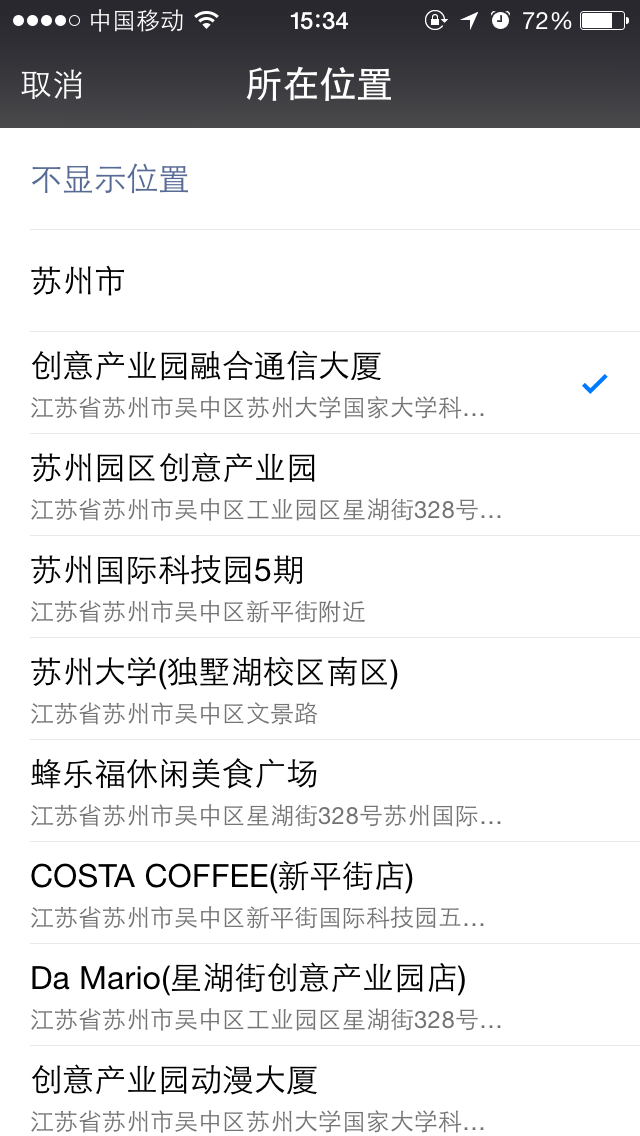 中国移动 15:34 72%
取消 所在位置
不显示位置
苏州市
创意产业园融合通信大厦
江苏省苏州市吴中区苏州大学国家大学科...
苏州园区创意产业园
江苏省苏州市吴中区工业园区星湖街328号...
苏州国际科技园5期
江苏省苏州市吴中区新平街附近
苏州大学(独墅湖校区南区)
江苏省苏州市吴中区文景路
蜂乐福休闲美食广场
江苏省苏州市吴中区星湖街328号苏州国际...
COSTA COFFEE(新平街店)
江苏省苏州市吴中区新平街国际科技园五...
Da Mario(星湖街创意产业园店)
江苏省苏州市吴中区工业园区星湖街328号...
创意产业园动漫大厦
江苏省苏州市吴中区苏州大学国家大学科...